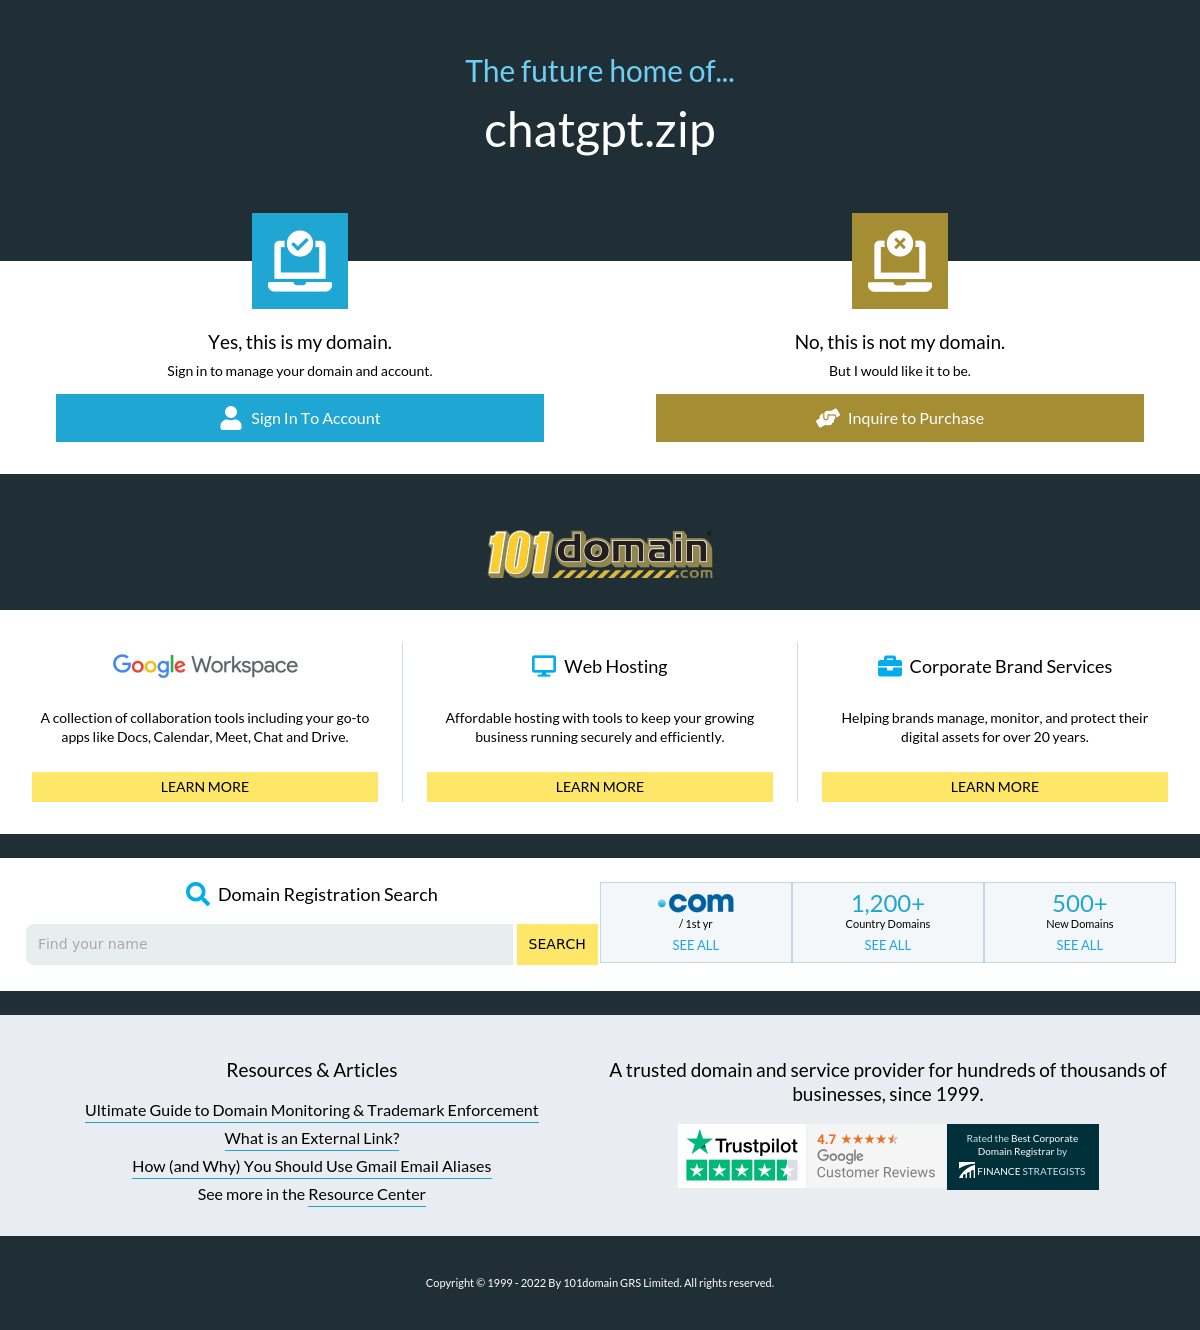 The future home of...
chatgpt.zip
Yes, this is my domain.
Sign in to manage your domain and account.
Sign In To Account
No, this is not my domain.
But I would like it to be.
Inquire to Purchase
101domain
.com
Google Workspace
A collection of collaboration tools including your go-to
apps like Docs, Calendar, Meet, Chat and Drive.
LEARN MORE
Web Hosting
Affordable hosting with tools to keep your growing
business running securely and efficiently.
LEARN MORE
Corporate Brand Services
Helping brands manage, monitor, and protect their
digital assets for over 20 years.
LEARN MORE
Domain Registration Search
Find your name
SEARCH
.com
/ 1st yr
SEE ALL
1,200+
Country Domains
SEE ALL
500+
New Domains
SEE ALL
Resources & Articles
Ultimate Guide to Domain Monitoring & Trademark Enforcement
What is an External Link?
How (and Why) You Should Use Gmail Email Aliases
See more in the Resource Center
A trusted domain and service provider for hundreds of thousands of
businesses, since 1999.
Trustpilot
4.7
Google
Customer Reviews
Rated the Best Corporate
Domain Registrar by
FINANCE STRATEGISTS
Copyright © 1999 - 2022 By 101domain GRS Limited. All rights reserved.